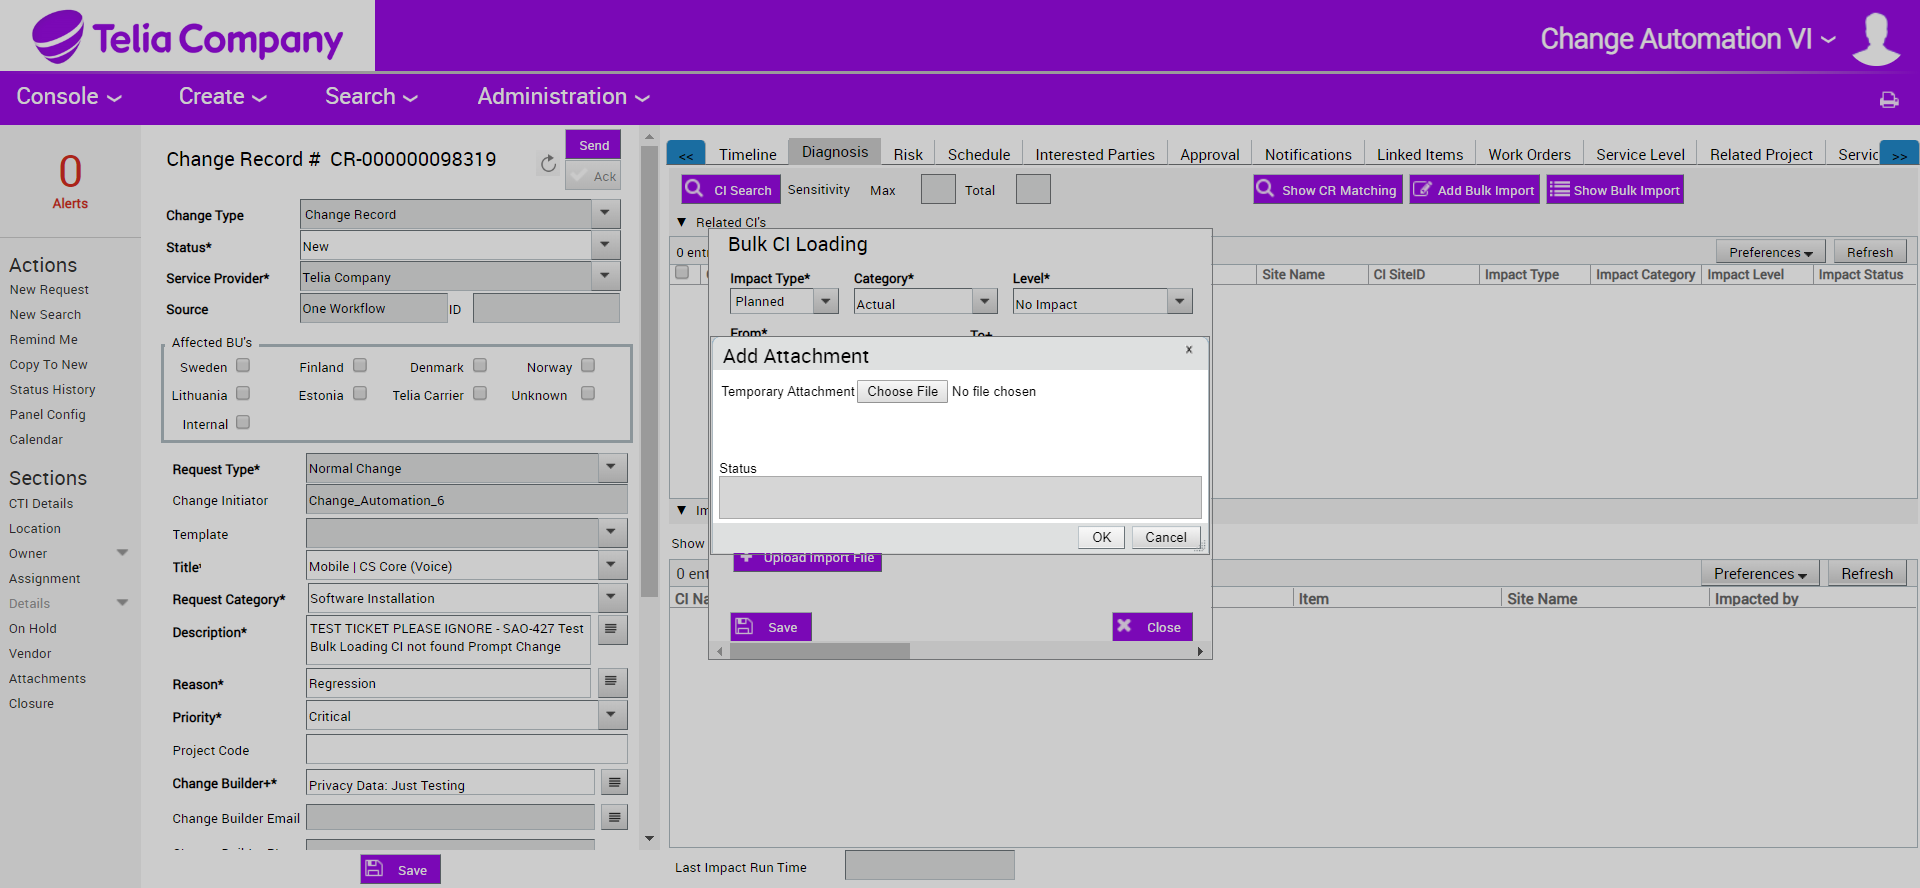 Telia Company
Change Automation VI
Console
Create
Search
Administration
0
Alerts
Actions
New Request
New Search
Remind Me
Copy To New
Status History
Panel Config
Calendar
Sections
CTI Details
Location
Owner
Assignment
Details
On Hold
Vendor
Attachments
Closure
Change Record # CR-000000098319
Send
Ack
Change Type Change Record
Status* New
Service Provider* Telia Company
Source One Workflow ID
Affected BU's
Sweden Finland Denmark Norway
Lithuania Estonia Telia Carrier Unknown
Internal
Request Type* Normal Change
Change Initiator Change_Automation_6
Template
Title Mobile | CS Core (Voice)
Request Category* Software Installation
Description* TEST TICKET PLEASE IGNORE - SAO-427 Test
Bulk Loading CI not found Prompt Change
Reason* Regression
Priority* Critical
Project Code
Change Builder+* Privacy Data: Just Testing
Change Builder Email
Save
<< Timeline Diagnosis Risk Schedule Interested Parties Approval Notifications Linked Items Work Orders Service Level Related Project Servic >>
CI Search Sensitivity Max Total Show CR Matching Add Bulk Import Show Bulk Import
Related CI's
0 entr
Preferences Refresh
Site Name CI SiteID Impact Type Impact Category Impact Level Impact Status
Bulk CI Loading
Impact Type* Category* Level*
Planned Actual No Impact
From* To+
Add Attachment x
Temporary Attachment Choose File No file chosen
Status
OK Cancel
Upload Import File
Save Close
Im
Show
0 ent
Preferences Refresh
CI Na Item Site Name Impacted by
Last Impact Run Time